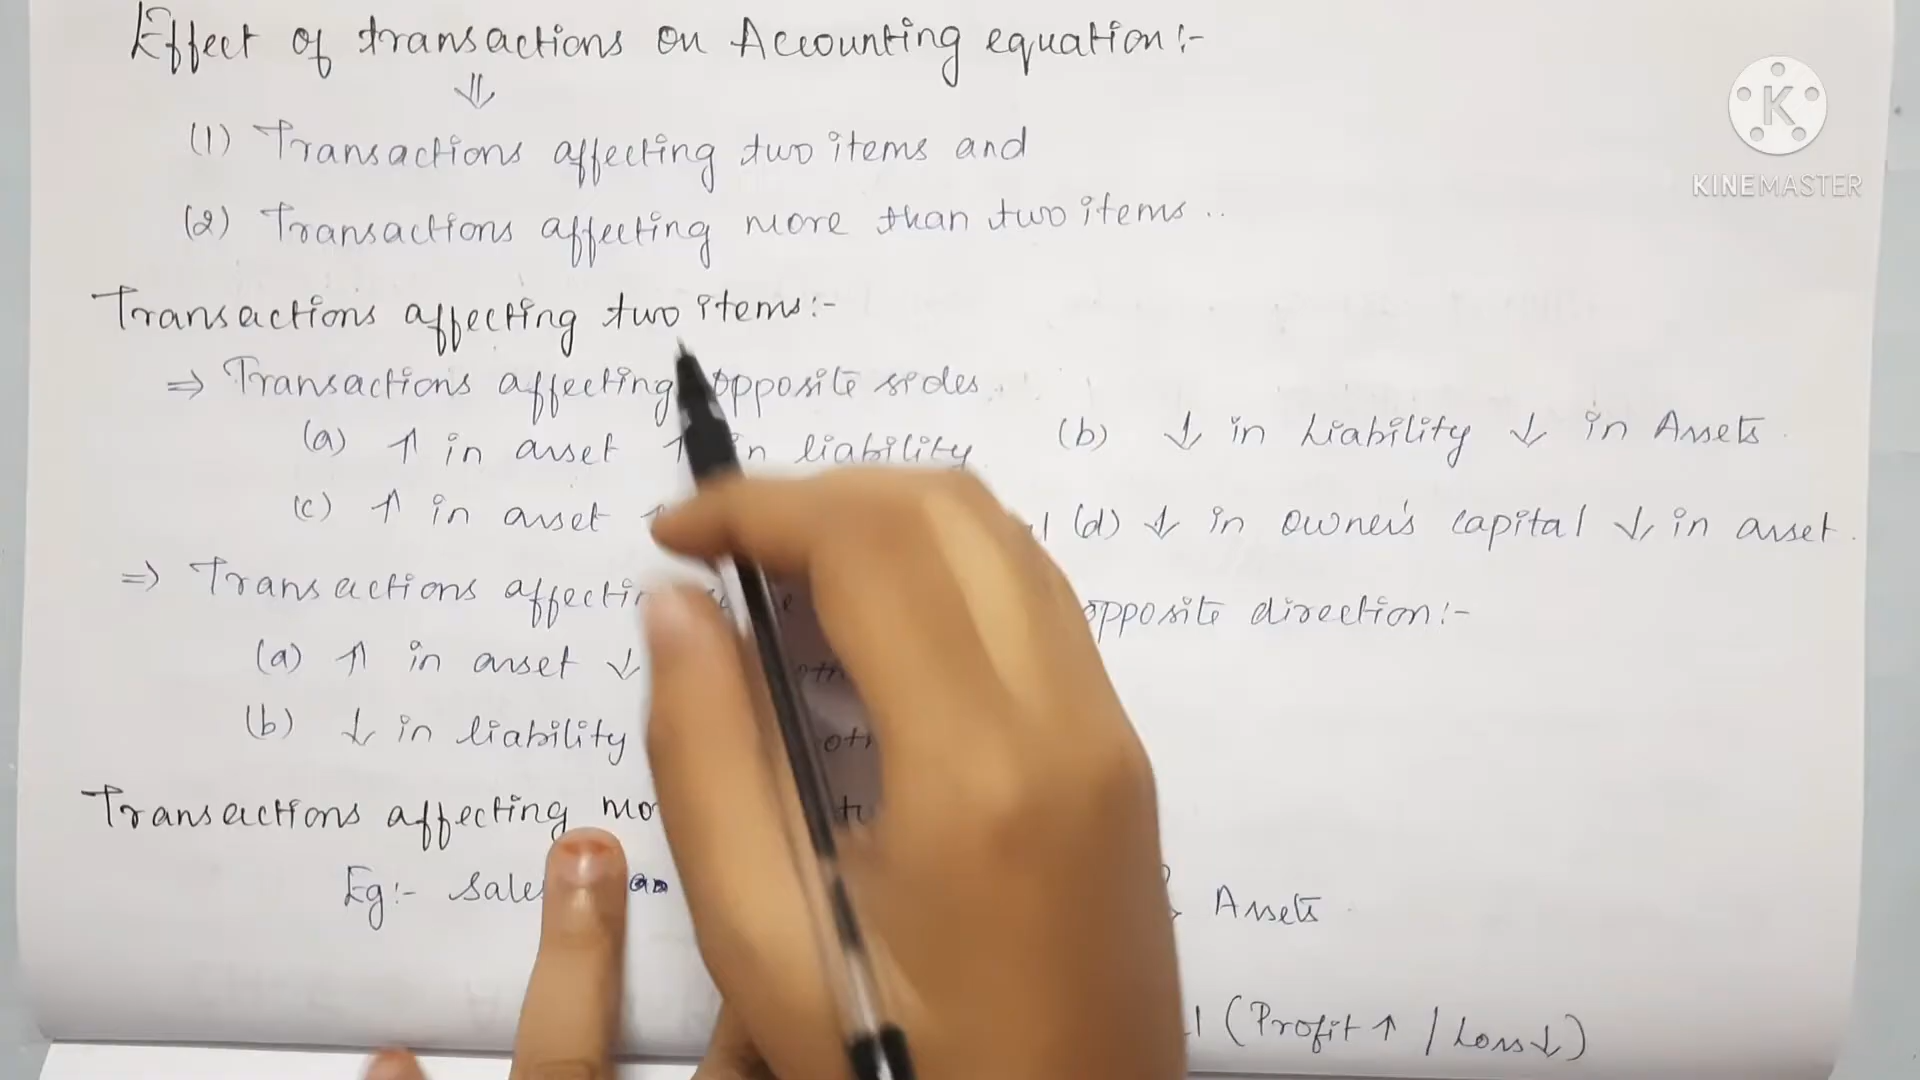 Effect of transactions on Accounting equation:-
⇓
(1) Transactions affecting two items and
(2) Transactions affecting more than two items ..
Transactions affecting two items:-
⇒ Transactions affecting opposite sides.
(a) ↑ in asset ↑ in liability (b) ↓ in Liability ↓ in Assets
(c) ↑ in asset (d) ↓ in owner's capital ↓ in asset.
⇒ Transactions affecting opposite direction:-
(a) ↑ in asset ↓
(b) ↓ in liability
Transactions affecting
Eg:- Assets
(Profit ↑ / Loss ↓)
KINEMASTER